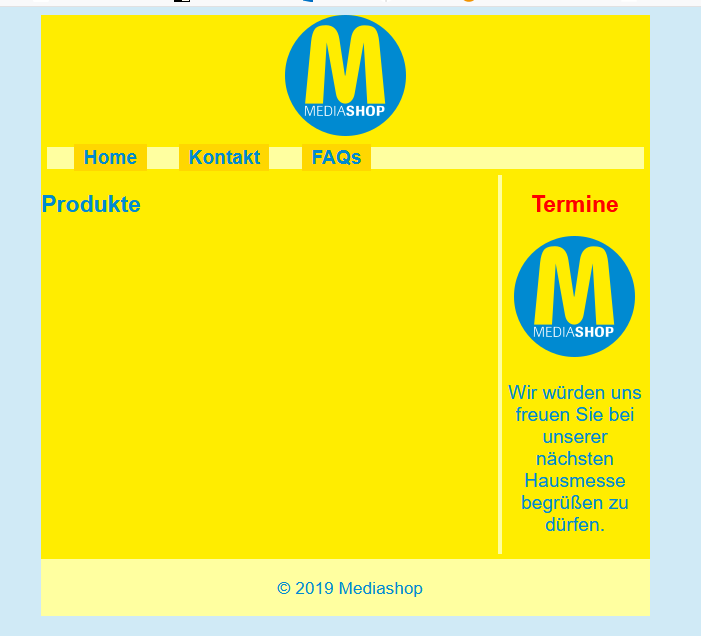 MEDIASHOP
Home Kontakt FAQs
Produkte
Termine
MEDIASHOP
Wir würden uns
freuen Sie bei
unserer
nächsten
Hausmesse
begrüßen zu
dürfen.
© 2019 Mediashop